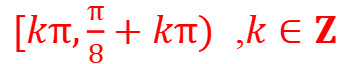 [kπ, π/8 + kπ) ,k ∈ Z